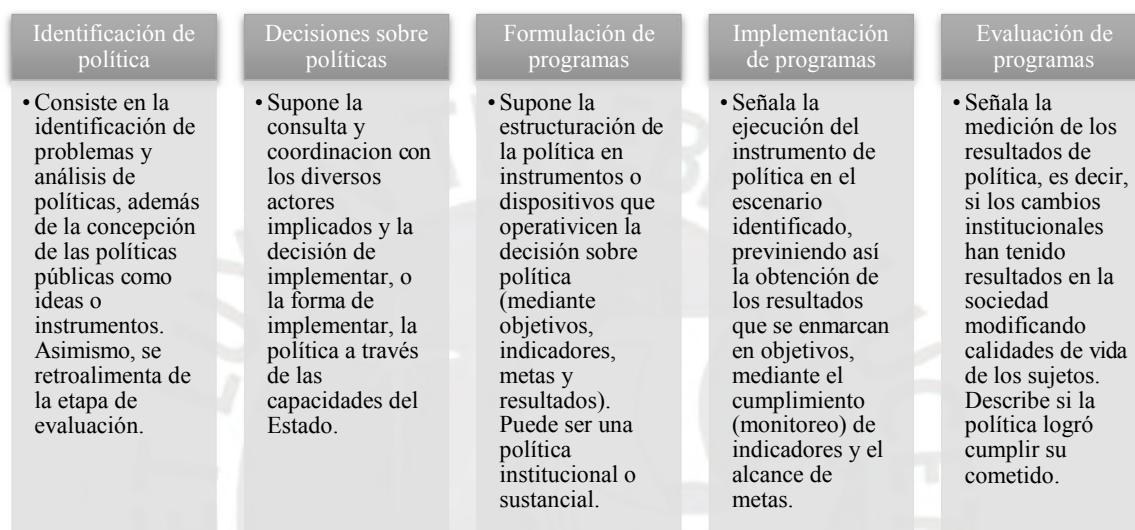 Identificación de
política
• Consiste en la
identificación de
problemas y
análisis de
políticas, además
de la concepción
de las políticas
públicas como
ideas o
instrumentos.
Asimismo, se
retroalimenta de
la etapa de
evaluación.
Decisiones sobre
políticas
• Supone la
consulta y
coordinacion con
los diversos
actores
implicados y la
decisión de
implementar, o
la forma de
implementar, la
política a través
de las
capacidades del
Estado.
Formulación de
programas
• Supone la
estructuración de
la política en
instrumentos o
dispositivos que
operativicen la
decisión sobre
política
(mediante
objetivos,
indicadores,
metas y
resultados).
Puede ser una
política
institucional o
sustancial.
Implementación
de programas
• Señala la
ejecución del
instrumento de
política en el
escenario
identificado,
previniendo así
la obtención de
los resultados
que se enmarcan
en objetivos,
mediante el
cumplimiento
(monitoreo) de
indicadores y el
alcance de
metas.
Evaluación de
programas
• Señala la
medición de los
resultados de
política, es decir,
si los cambios
institucionales
han tenido
resultados en la
sociedad
modificando
calidades de vida
de los sujetos.
Describe si la
política logró
cumplir su
cometido.